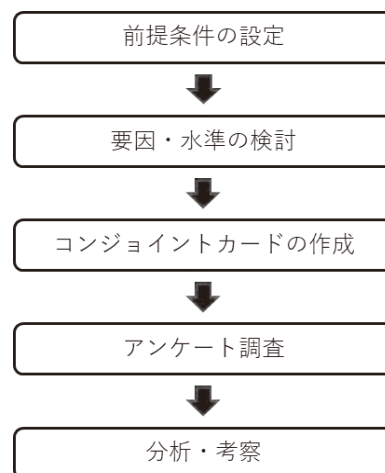 前提条件の設定
要因・水準の検討
コンジョイントカードの作成
アンケート調査
分析・考察